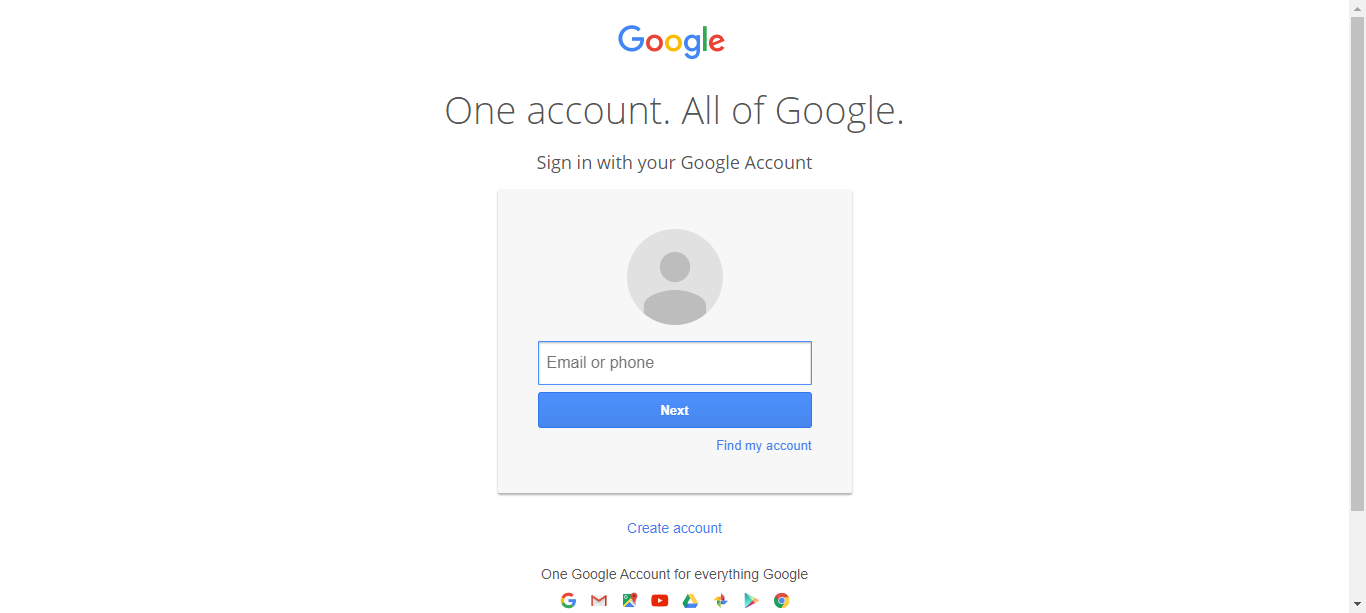 Google
One account. All of Google.
Sign in with your Google Account
Email or phone
Next
Find my account
Create account
One Google Account for everything Google